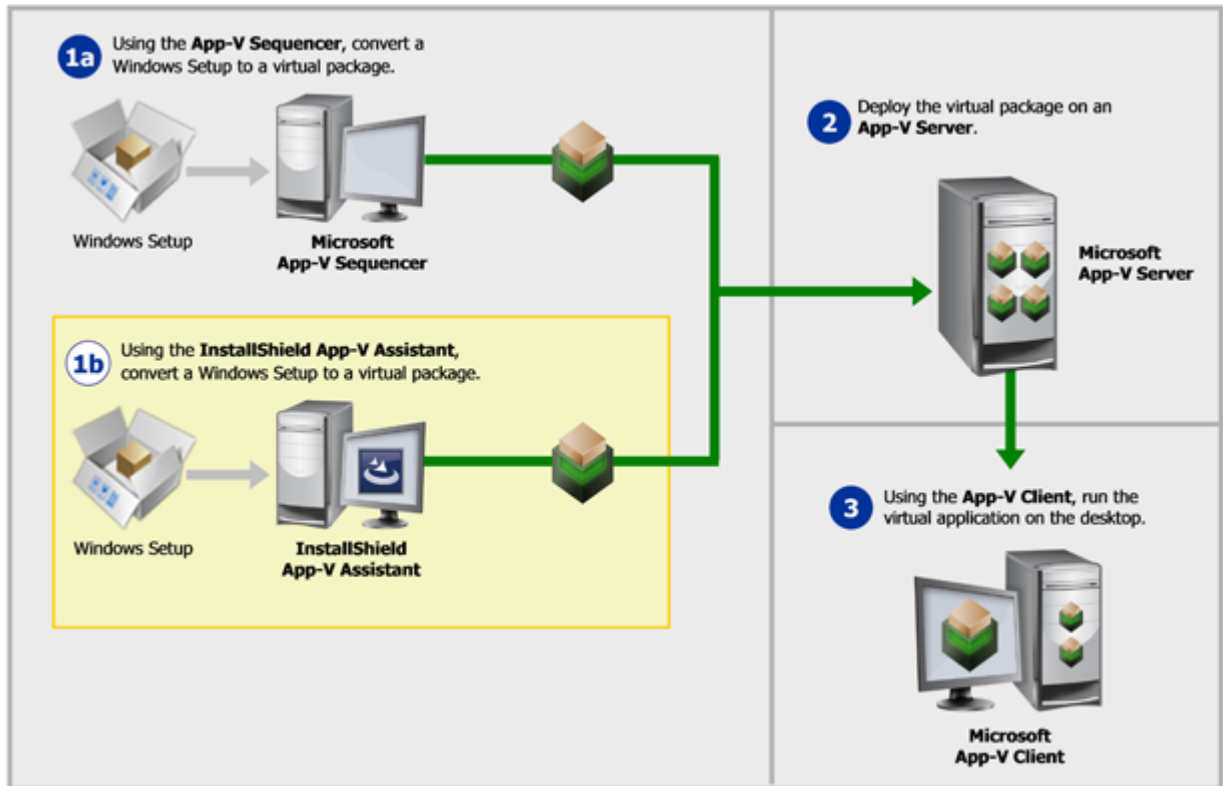 1a
Using the App-V Sequencer, convert a
Windows Setup to a virtual package.
Windows Setup
Microsoft
App-V Sequencer
1b
Using the InstallShield App-V Assistant,
convert a Windows Setup to a virtual package.
Windows Setup
InstallShield
App-V Assistant
2
Deploy the virtual package on an
App-V Server.
Microsoft
App-V Server
3
Using the App-V Client, run the
virtual application on the desktop.
Microsoft
App-V Client